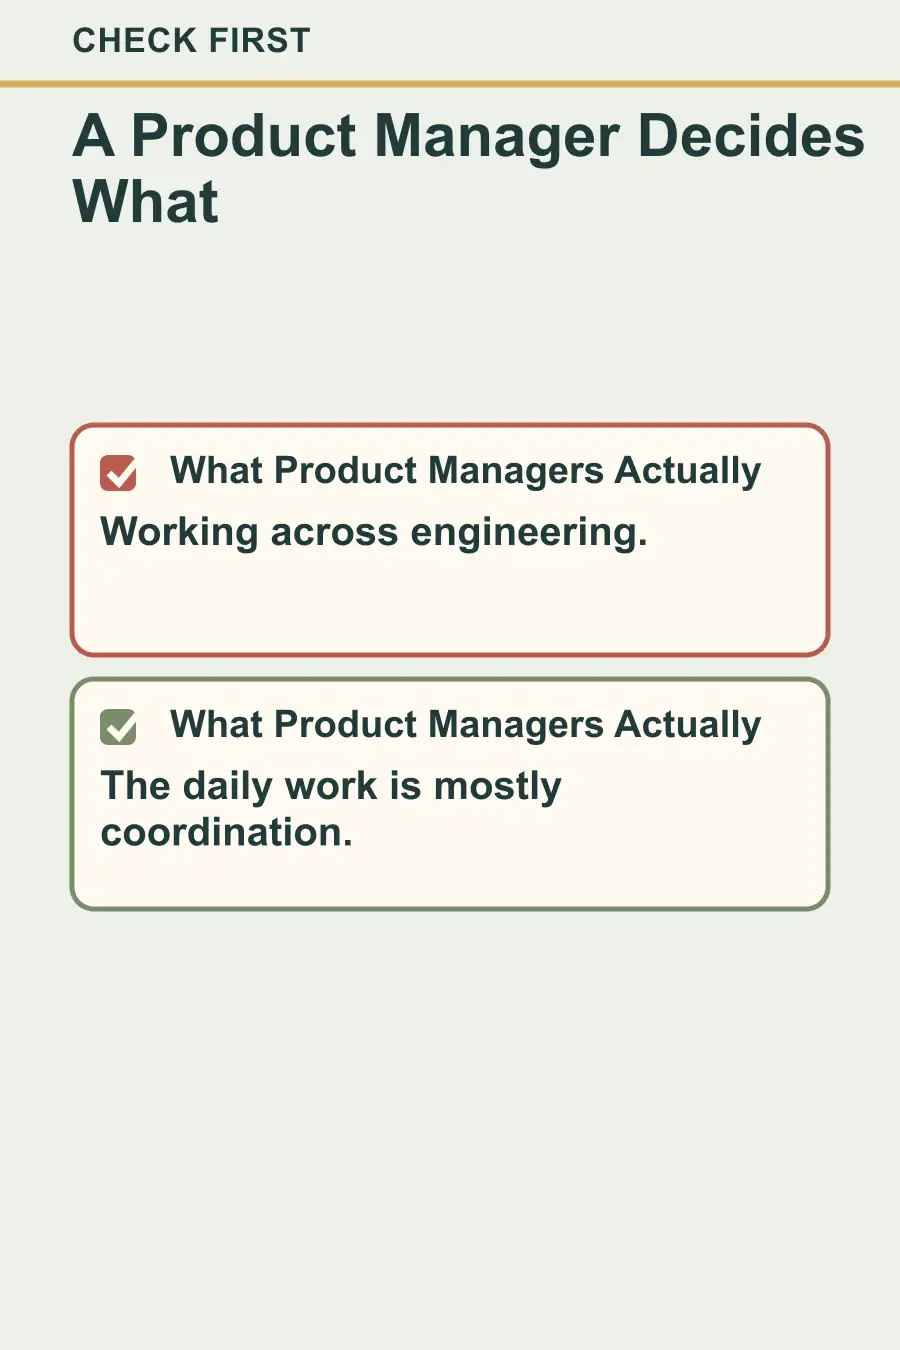 CHECK FIRST
A Product Manager Decides
What
What Product Managers Actually
Working across engineering.
What Product Managers Actually
The daily work is mostly
coordination.